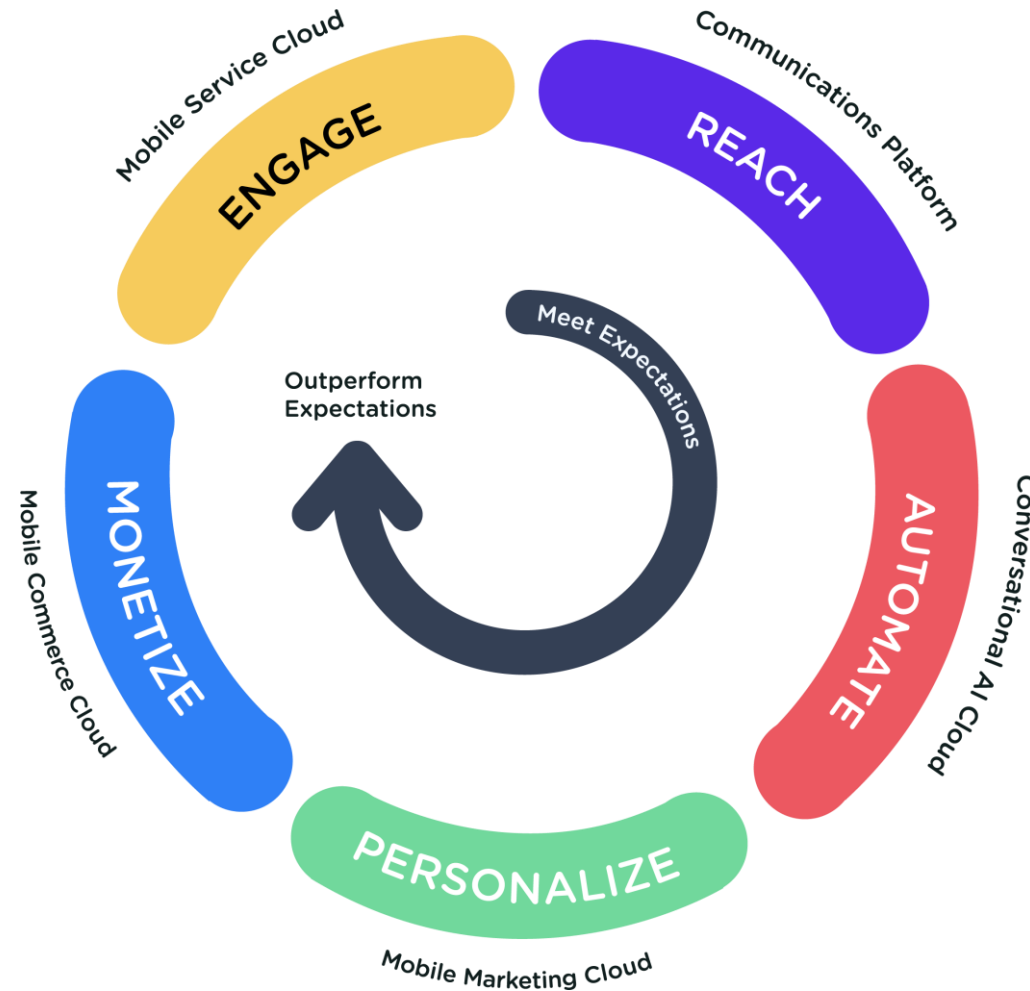 Mobile Service Cloud
ENGAGE
Communications Platform
REACH
Meet Expectations
Outperform
Expectations
MONETIZE
Mobile Commerce Cloud
AUTOMATE
Conversational AI Cloud
PERSONALIZE
Mobile Marketing Cloud